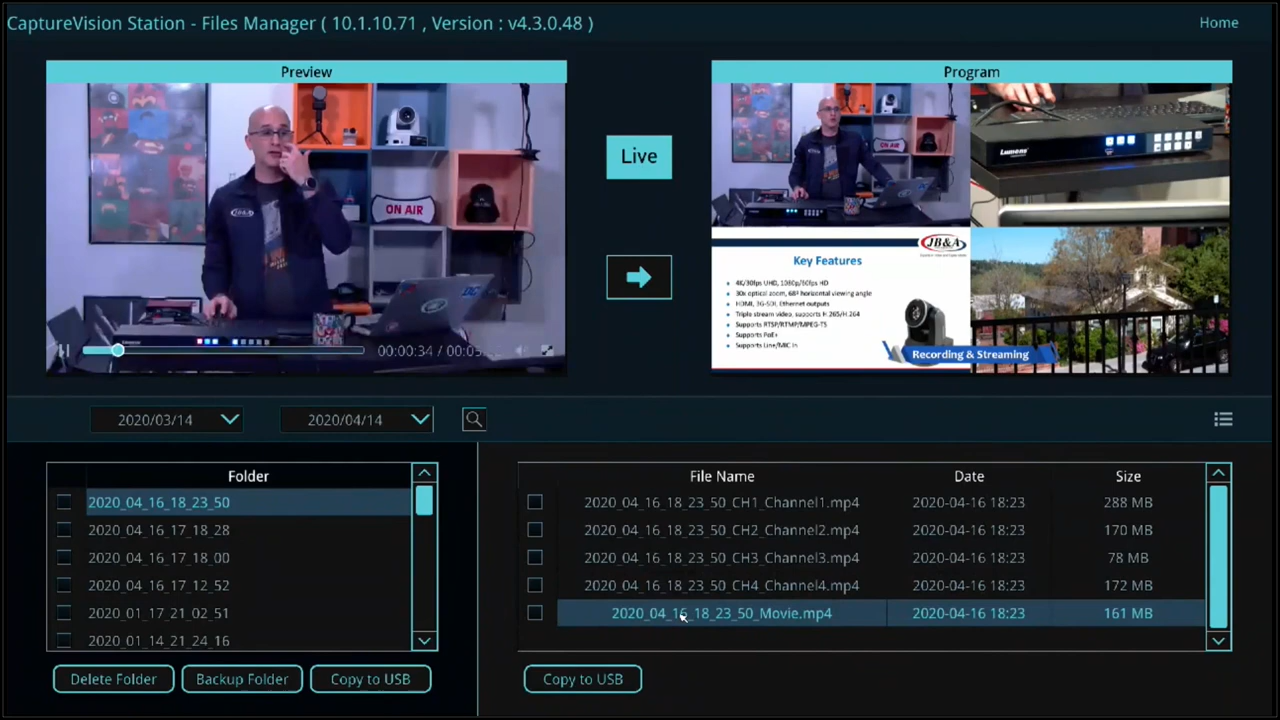 CaptureVision Station - Files Manager ( 10.1.10.71 , Version : v4.3.0.48 )
Home
Preview
Program
Live
ON AIR
JB&A
00:00:34 / 00:05
ON AIR
Lumens
JB&A
Key Features
4K/30fps UHD, 1080p/60fps HD
30x optical zoom, 68° horizontal viewing angle
HDMI, 3G-SDI, Ethernet outputs
Triple stream video, supports H.265/H.264
Supports RTSP/RTMP/MPEG-TS
Supports PoE+
Supports Line/MIC In
Recording & Streaming
2020/03/14
2020/04/14
Folder
2020_04_16_18_23_50
2020_04_16_17_18_28
2020_04_16_17_18_00
2020_04_16_17_12_52
2020_01_17_21_02_51
2020_01_14_21_24_16
Delete Folder
Backup Folder
Copy to USB
File Name Date Size
2020_04_16_18_23_50_CH1_Channel1.mp4 2020-04-16 18:23 288 MB
2020_04_16_18_23_50_CH2_Channel2.mp4 2020-04-16 18:23 170 MB
2020_04_16_18_23_50_CH3_Channel3.mp4 2020-04-16 18:23 78 MB
2020_04_16_18_23_50_CH4_Channel4.mp4 2020-04-16 18:23 172 MB
2020_04_16_18_23_50_Movie.mp4 2020-04-16 18:23 161 MB
Copy to USB